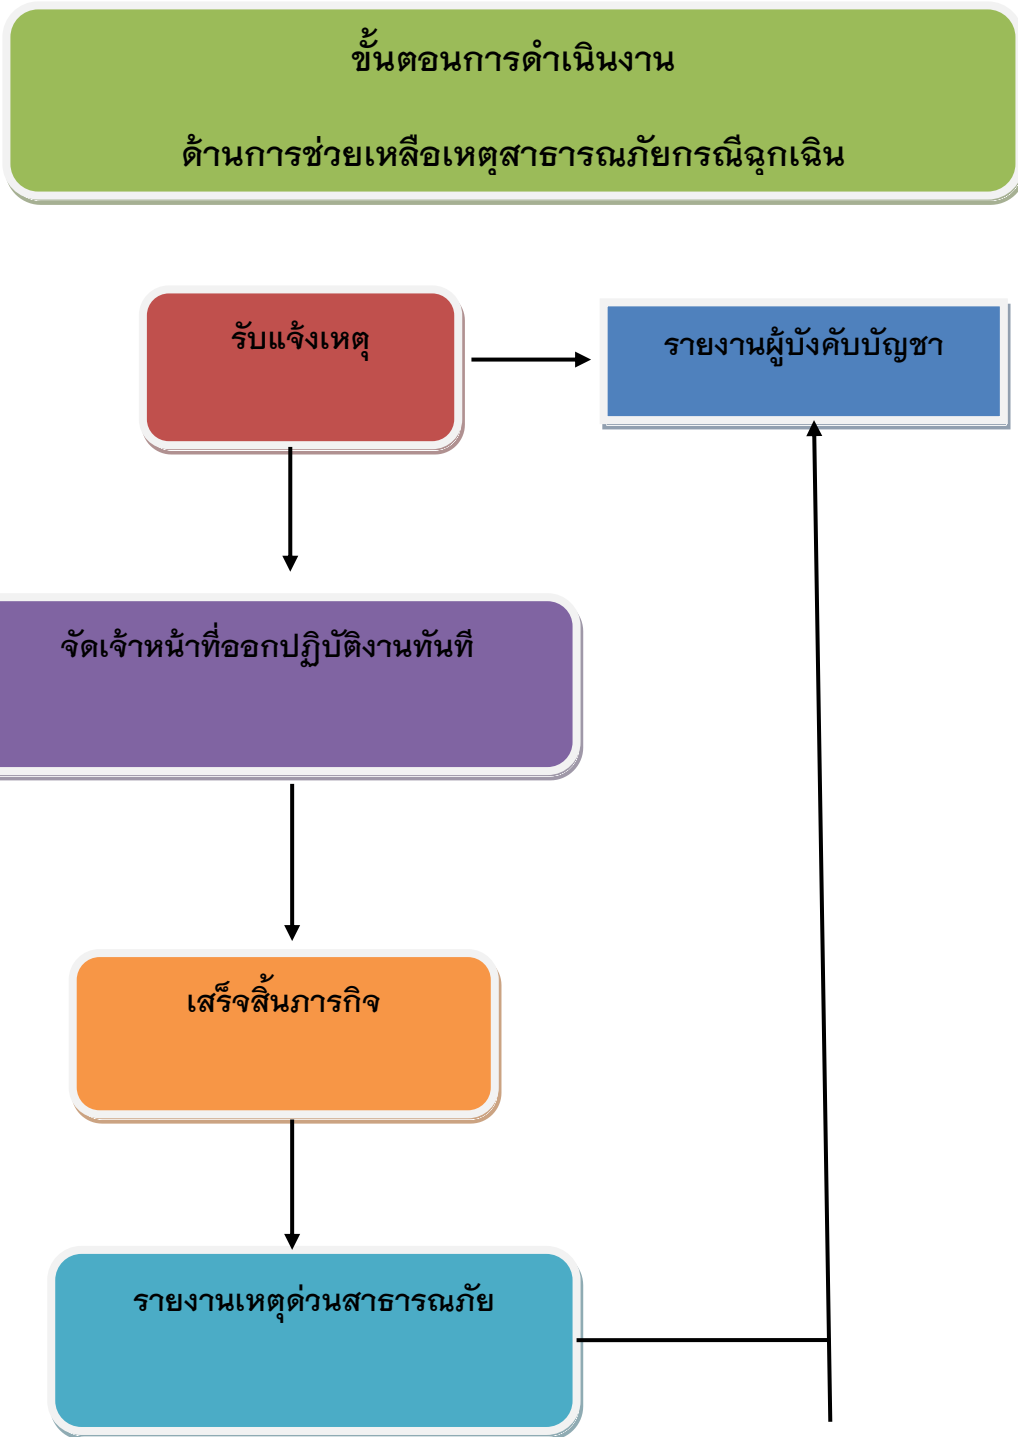 ขั้นตอนการดำเนินงาน
ด้านการช่วยเหลือเหตุสาธารณภัยกรณีฉุกเฉิน
รับแจ้งเหตุ
รายงานผู้บังคับบัญชา
จัดเจ้าหน้าที่ออกปฏิบัติงานทันที
เสร็จสิ้นภารกิจ
รายงานเหตุด่วนสาธารณภัย